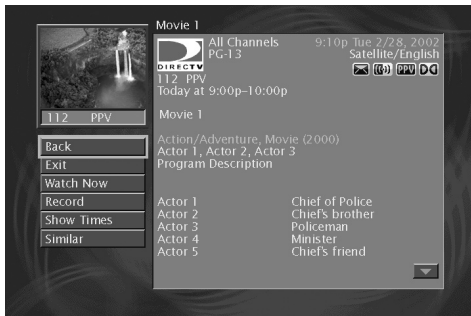 Movie 1
All Channels 9:10p Tue 2/28, 2002
PG-13 Satellite/English
DIRECTV
PPV
112 PPV
Today at 9:00p-10:00p
Movie 1
112 PPV
Action/Adventure, Movie (2000)
Actor 1, Actor 2, Actor 3
Program Description
Back
Exit
Watch Now
Record
Show Times
Similar
Actor 1 Chief of Police
Actor 2 Chief's brother
Actor 3 Policeman
Actor 4 Minister
Actor 5 Chief's friend